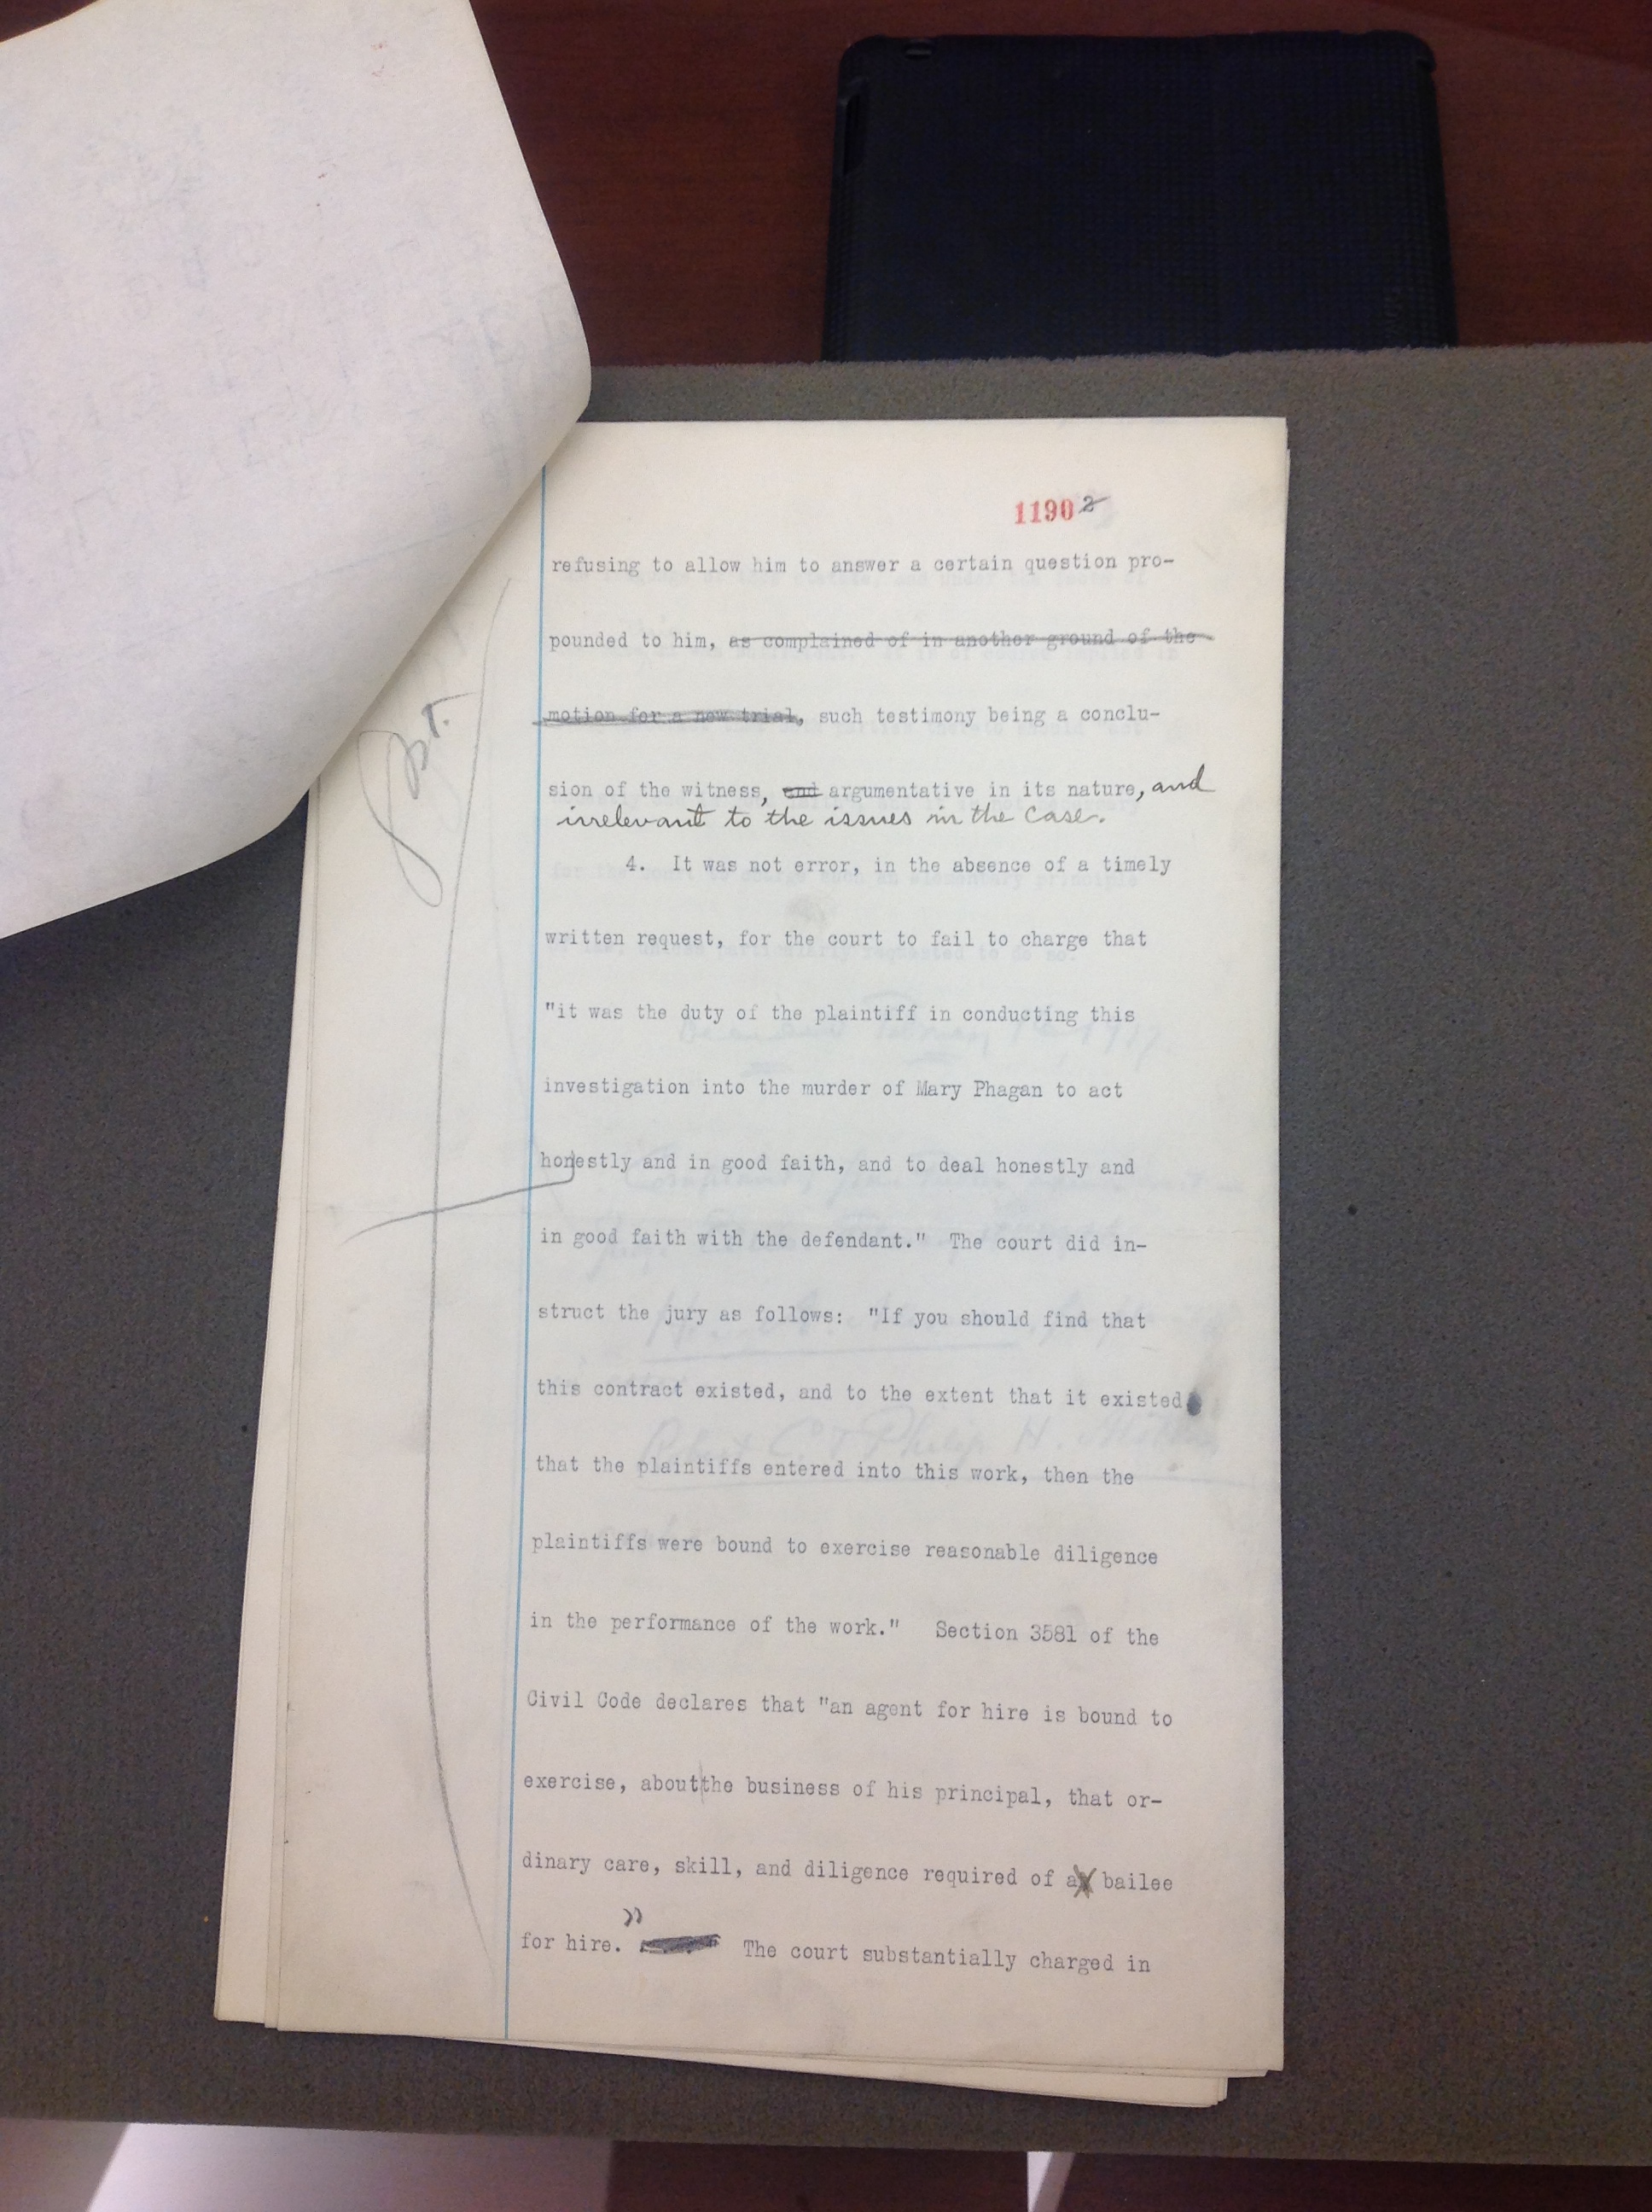 1190 2
refusing to allow him to answer a certain question pro-
pounded to him, as complained of in another ground of the
motion for a new trial, such testimony being a conclu-
sion of the witness, and argumentative in its nature, and
irrelevant to the issues in the case.
4. It was not error, in the absence of a timely
written request, for the court to fail to charge that
"it was the duty of the plaintiff in conducting this
investigation into the murder of Mary Phagan to act
honestly and in good faith, and to deal honestly and
in good faith with the defendant." The court did in-
struct the jury as follows: "If you should find that
this contract existed, and to the extent that it existed
that the plaintiffs entered into this work, then the
plaintiffs were bound to exercise reasonable diligence
in the performance of the work." Section 3581 of the
Civil Code declares that "an agent for hire is bound to
exercise, about the business of his principal, that or-
dinary care, skill, and diligence required of a bailee
for hire." The court substantially charged in